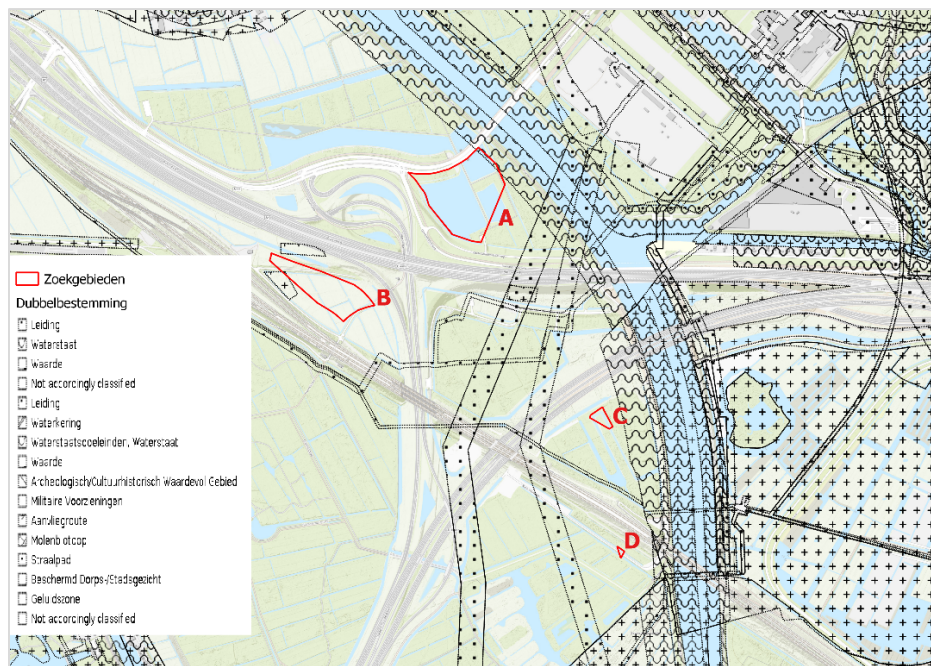 A
B
C
D
Zoekgebieden
Dubbelbestemming
Leiding
Waterstaat
Waarde
Not accordingly classified
Leiding
Waterkering
Waterstaatsdoeleinden, Waterstaat
Waarde
Archeologisch/Cultuurhistorisch Waardevol Gebied
Militaire Voorzieningen
Aanvliegroute
Molenbiotoop
Straalpad
Beschermd Dorps-/Stadsgezicht
Geluidszone
Not accordingly classified